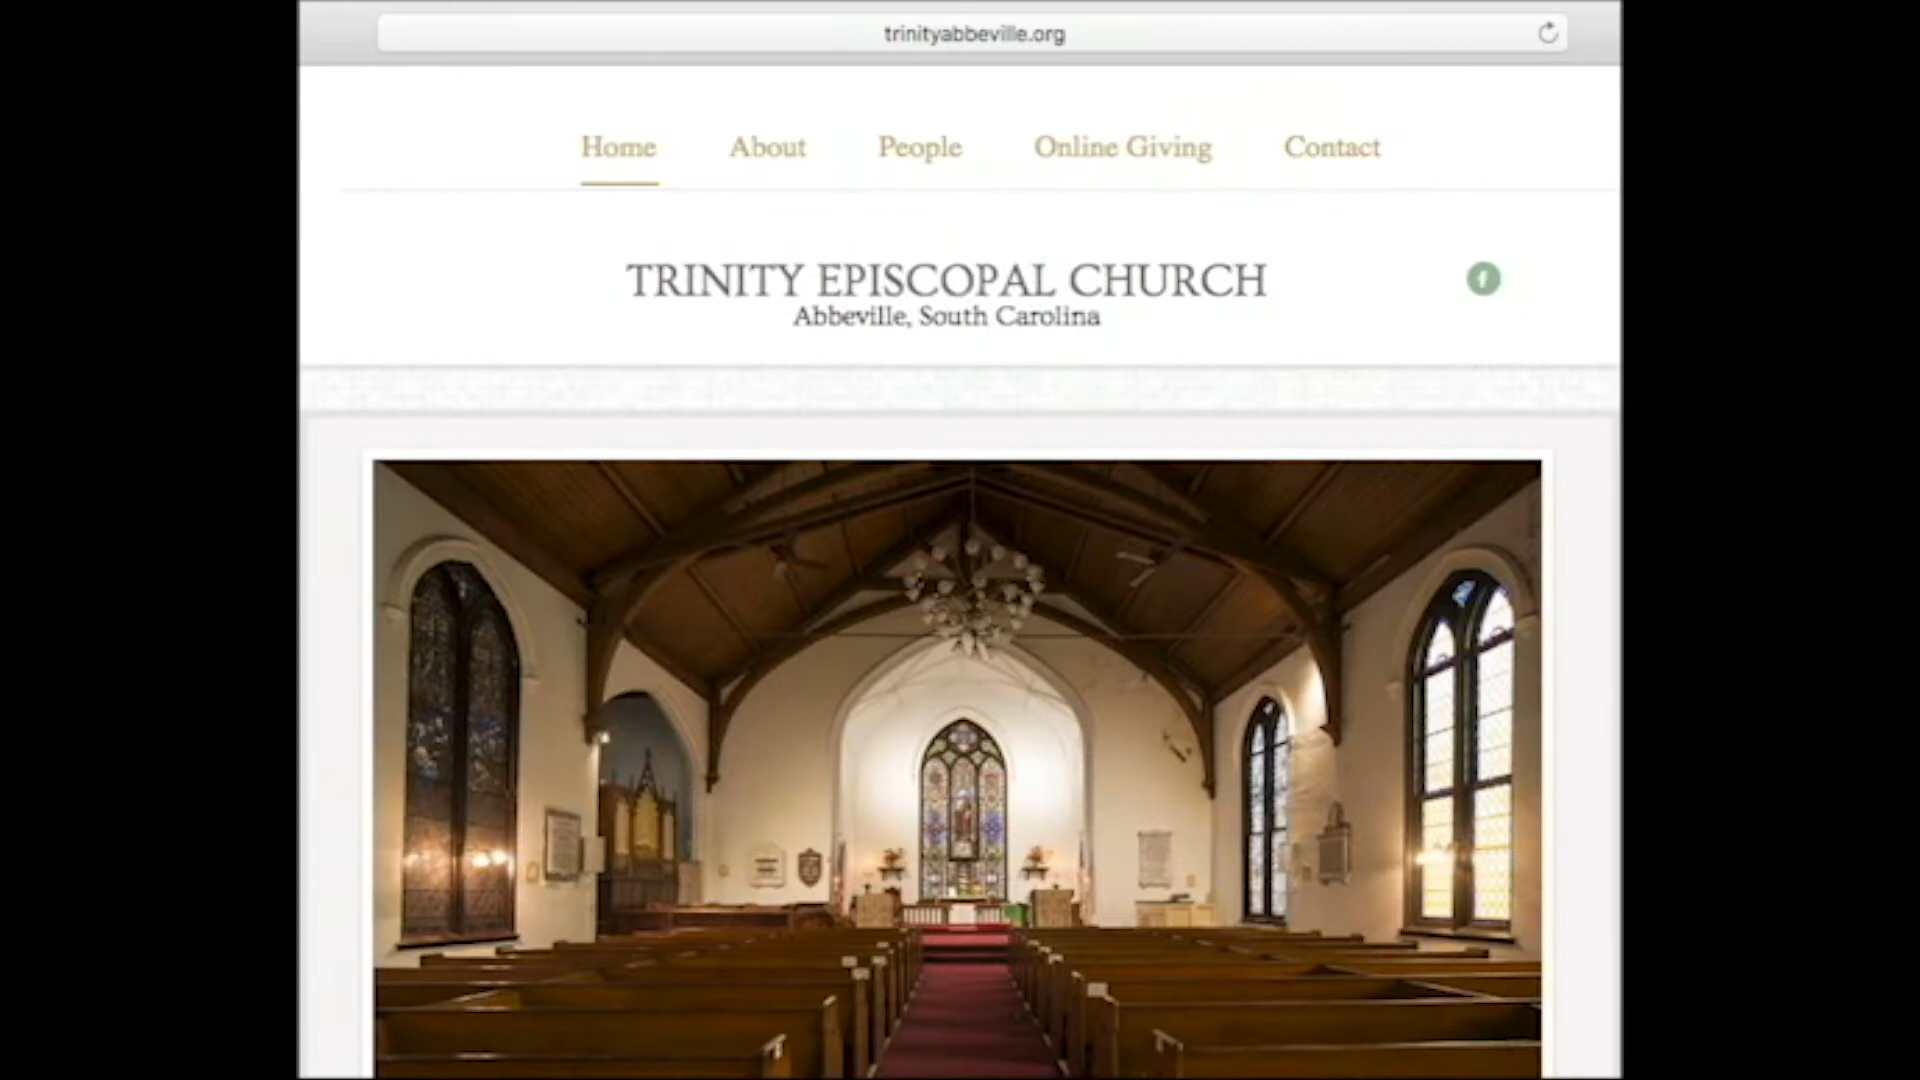 trinityabbeville.org
Home About People Online Giving Contact
TRINITY EPISCOPAL CHURCH
Abbeville, South Carolina
f